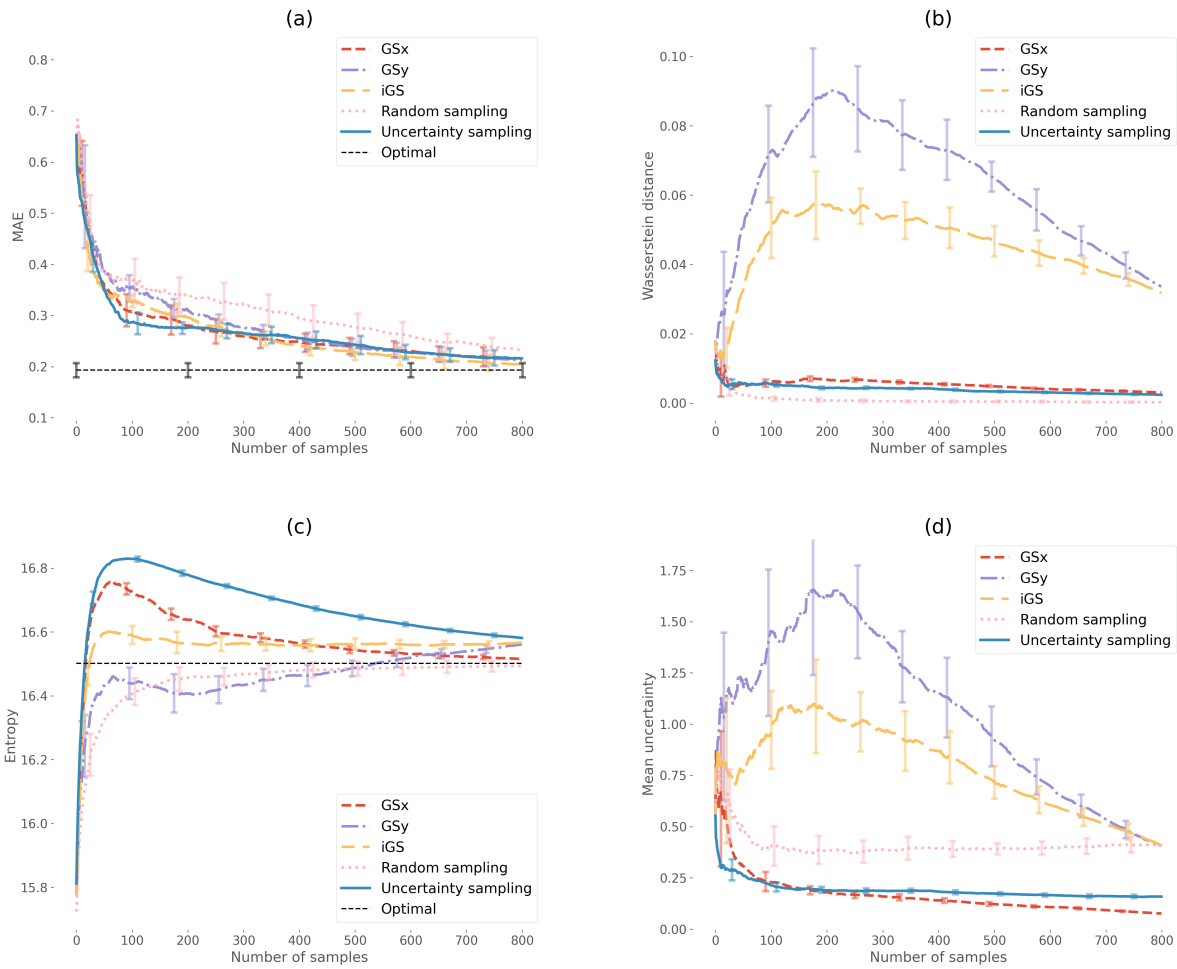 (a)
MAE
0.8
0.7
0.6
0.5
0.4
0.3
0.2
0.1
GSx
GSy
iGS
Random sampling
Uncertainty sampling
Optimal
0 100 200 300 400 500 600 700 800
Number of samples
(b)
Wasserstein distance
0.10
0.08
0.06
0.04
0.02
0.00
GSx
GSy
iGS
Random sampling
Uncertainty sampling
0 100 200 300 400 500 600 700 800
Number of samples
(c)
Entropy
16.8
16.6
16.4
16.2
16.0
15.8
GSx
GSy
iGS
Random sampling
Uncertainty sampling
Optimal
0 100 200 300 400 500 600 700 800
Number of samples
(d)
Mean uncertainty
1.75
1.50
1.25
1.00
0.75
0.50
0.25
0.00
GSx
GSy
iGS
Random sampling
Uncertainty sampling
0 100 200 300 400 500 600 700 800
Number of samples